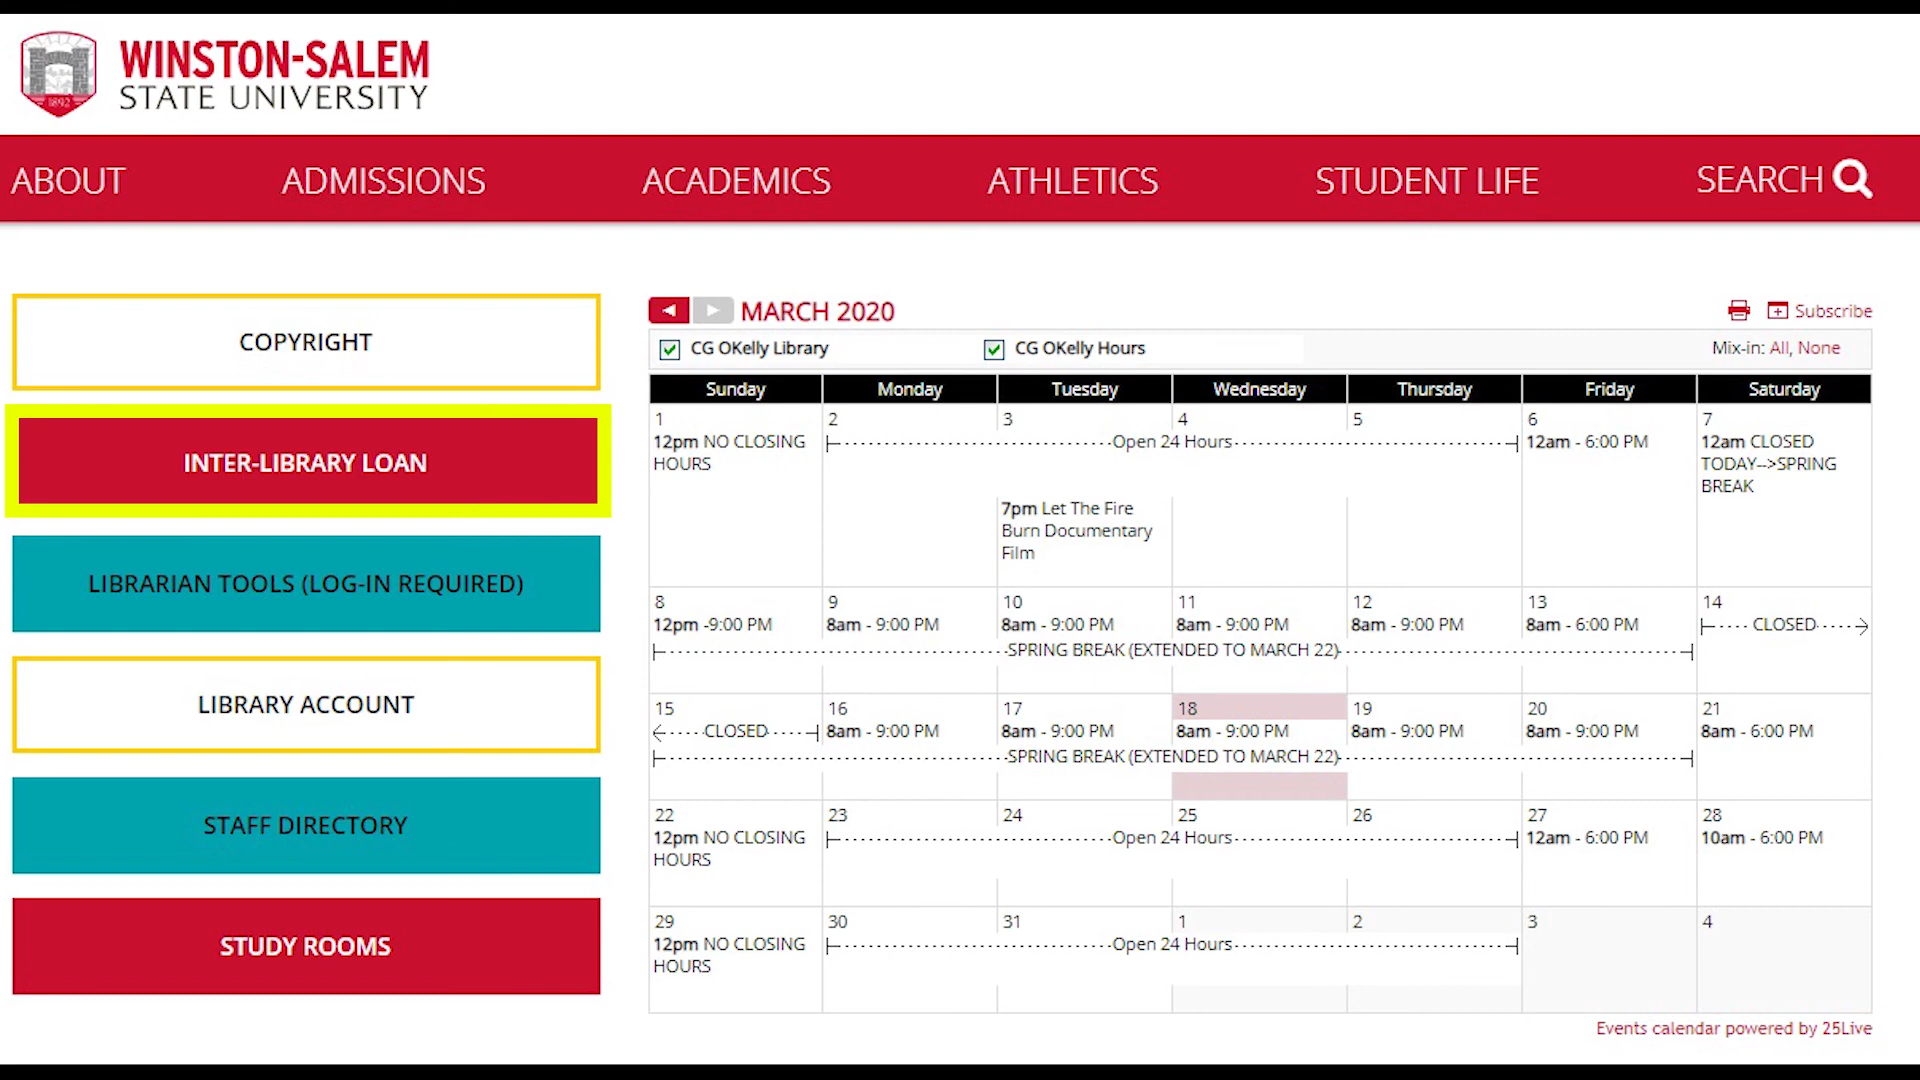 1892
WINSTON-SALEM
STATE UNIVERSITY
ABOUT ADMISSIONS ACADEMICS ATHLETICS STUDENT LIFE SEARCH
COPYRIGHT
INTER-LIBRARY LOAN
LIBRARIAN TOOLS (LOG-IN REQUIRED)
LIBRARY ACCOUNT
STAFF DIRECTORY
STUDY ROOMS
MARCH 2020 Subscribe
CG OKelly Library CG OKelly Hours Mix-in: All, None
Sunday Monday Tuesday Wednesday Thursday Friday Saturday
1 2 3 4 5 6 7
12pm NO CLOSING HOURS Open 24 Hours 12am - 6:00 PM 12am CLOSED TODAY-->SPRING BREAK
7pm Let The Fire
Burn Documentary
Film
8 9 10 11 12 13 14
12pm -9:00 PM 8am - 9:00 PM 8am - 9:00 PM 8am - 9:00 PM 8am - 9:00 PM 8am - 6:00 PM CLOSED
SPRING BREAK (EXTENDED TO MARCH 22)
15 16 17 18 19 20 21
CLOSED 8am - 9:00 PM 8am - 9:00 PM 8am - 9:00 PM 8am - 9:00 PM 8am - 9:00 PM 8am - 6:00 PM
SPRING BREAK (EXTENDED TO MARCH 22)
22 23 24 25 26 27 28
12pm NO CLOSING HOURS Open 24 Hours 12am - 6:00 PM 10am - 6:00 PM
29 30 31 1 2 3 4
12pm NO CLOSING HOURS Open 24 Hours
Events calendar powered by 25Live